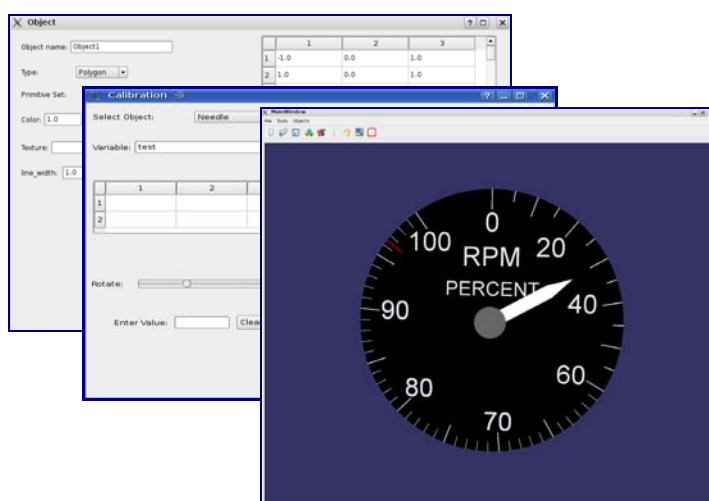 Object
Object name: Object1
1 2 3
1 -1.0 0.0 1.0
2 1.0 0.0 1.0
Type: Polygon
Primitive Set:
Color: 1.0
Texture:
line_width: 1.0
Calibration
Select Object: Needle
Variable: test
1 2
1
2
Rotate:
Enter Value: Clea
MainWindow
File Tools Objects
0
100 20
RPM
PERCENT
90 40
80 60
70